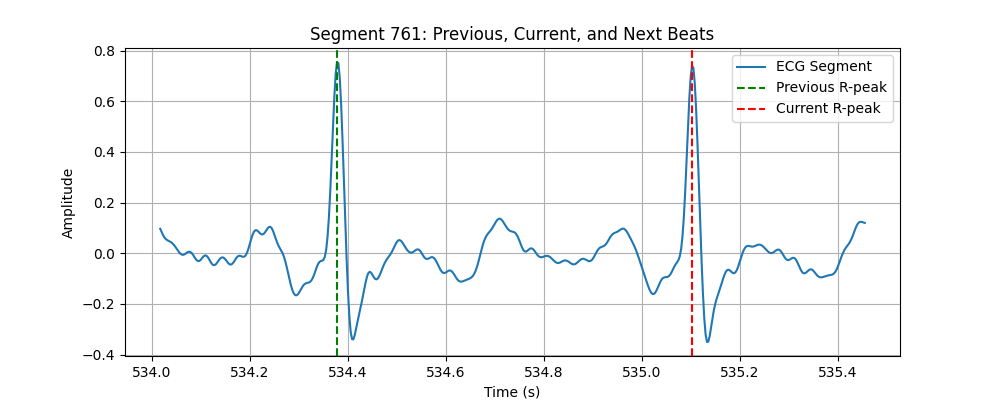 Segment 761: Previous, Current, and Next Beats
ECG Segment
Previous R-peak
Current R-peak
Amplitude
0.8
0.6
0.4
0.2
0.0
−0.2
−0.4
534.0 534.2 534.4 534.6 534.8 535.0 535.2 535.4
Time (s)